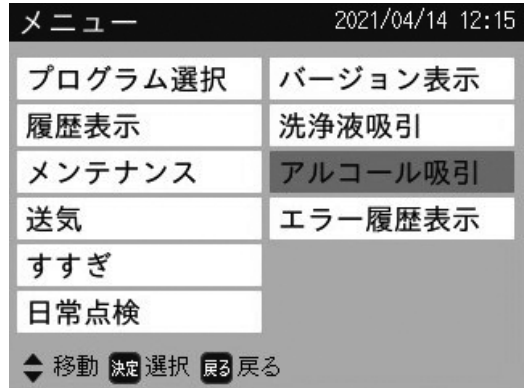 メニュー 2021/04/14 12:15
プログラム選択 バージョン表示
履歴表示 洗浄液吸引
メンテナンス アルコール吸引
送気 エラー履歴表示
すすぎ
日常点検
移動 決定 選択 戻る 戻る